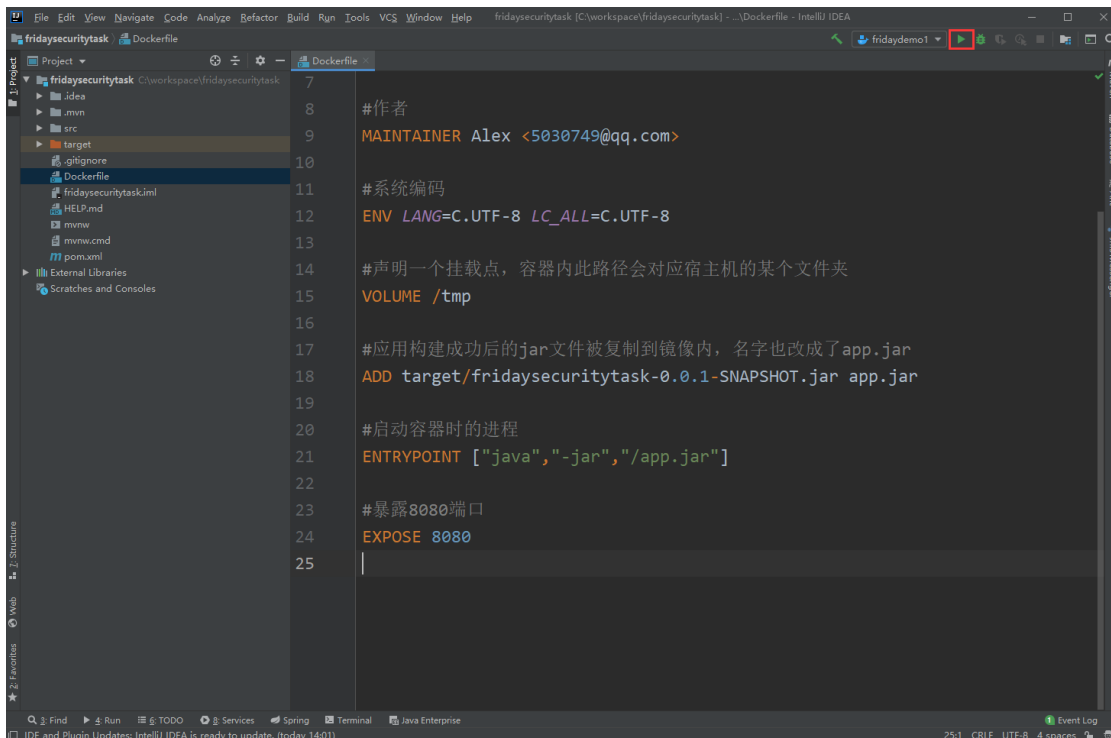 File Edit View Navigate Code Analyze Refactor Build Run Tools VCS Window Help fridaysecuritytask [C:\workspace\fridaysecuritytask] - ...\Dockerfile - IntelliJ IDEA
fridaysecuritytask Dockerfile fridaydemo1
1: Project
Project
Dockerfile
fridaysecuritytask C:\workspace\fridaysecuritytask
.idea
.mvn
src
target
.gitignore
Dockerfile
fridaysecuritytask.iml
HELP.md
mvnw
mvnw.cmd
pom.xml
External Libraries
Scratches and Consoles
7
8 #作者
9 MAINTAINER Alex <5030749@qq.com>
10
11 #系统编码
12 ENV LANG=C.UTF-8 LC_ALL=C.UTF-8
13
14 #声明一个挂载点，容器内此路径会对应宿主机的某个文件夹
15 VOLUME /tmp
16
17 #应用构建成功后的jar文件被复制到镜像内，名字也改成了app.jar
18 ADD target/fridaysecuritytask-0.0.1-SNAPSHOT.jar app.jar
19
20 #启动容器时的进程
21 ENTRYPOINT ["java","-jar","/app.jar"]
22
23 #暴露8080端口
24 EXPOSE 8080
25
7: Structure
Web
2: Favorites
3: Find 4: Run 6: TODO 8: Services Spring Terminal Java Enterprise 1 Event Log
IDE and Plugin Updates: IntelliJ IDEA is ready to update. (today 14:01) 25:1 CRLF UTF-8 4 spaces